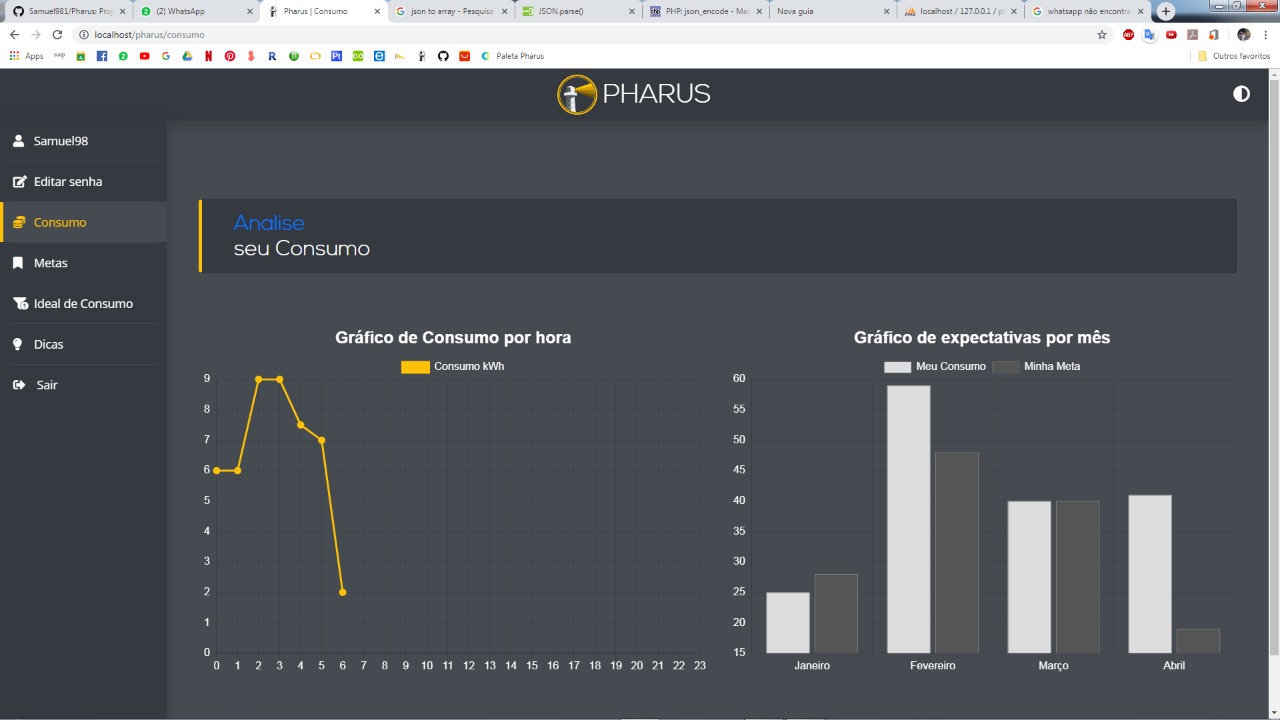 Samuel981/Pharus: Proj
(2) WhatsApp
Pharus | Consumo
json to array - Pesquisa
JSON.parse()
PHP: json_encode - Man
Nova guia
localhost / 127.0.0.1 /
whatsapp não encontra
localhost/pharus/consumo
Apps
Paleta Pharus
Outros favoritos
PHARUS
Samuel98
Editar senha
Consumo
Metas
Ideal de Consumo
Dicas
Sair
Analise
seu Consumo
Gráfico de Consumo por hora
Consumo kWh
9
8
7
6
5
4
3
2
1
0
0 1 2 3 4 5 6 7 8 9 10 11 12 13 14 15 16 17 18 19 20 21 22 23
Gráfico de expectativas por mês
Meu Consumo Minha Meta
60
55
50
45
40
35
30
25
20
15
Janeiro Fevereiro Março Abril